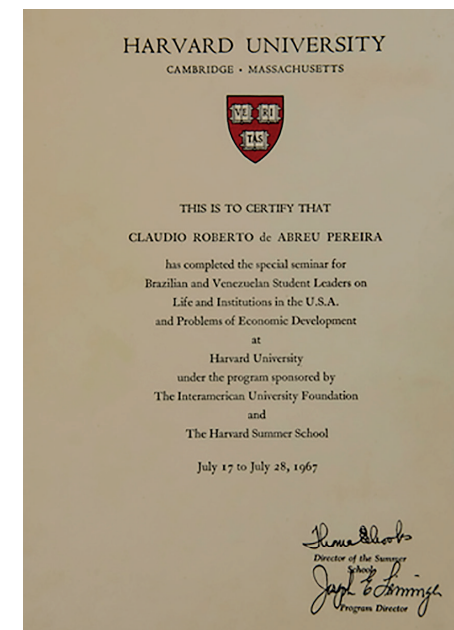 HARVARD UNIVERSITY
CAMBRIDGE · MASSACHUSETTS
VE RI
TAS
THIS IS TO CERTIFY THAT
CLAUDIO ROBERTO de ABREU PEREIRA
has completed the special seminar for
Brazilian and Venezuelan Student Leaders on
Life and Institutions in the U.S.A.
and Problems of Economic Development
at
Harvard University
under the program sponsored by
The Interamerican University Foundation
and
The Harvard Summer School
July 17 to July 28, 1967
Director of the Summer
School
Joseph E
Program Director